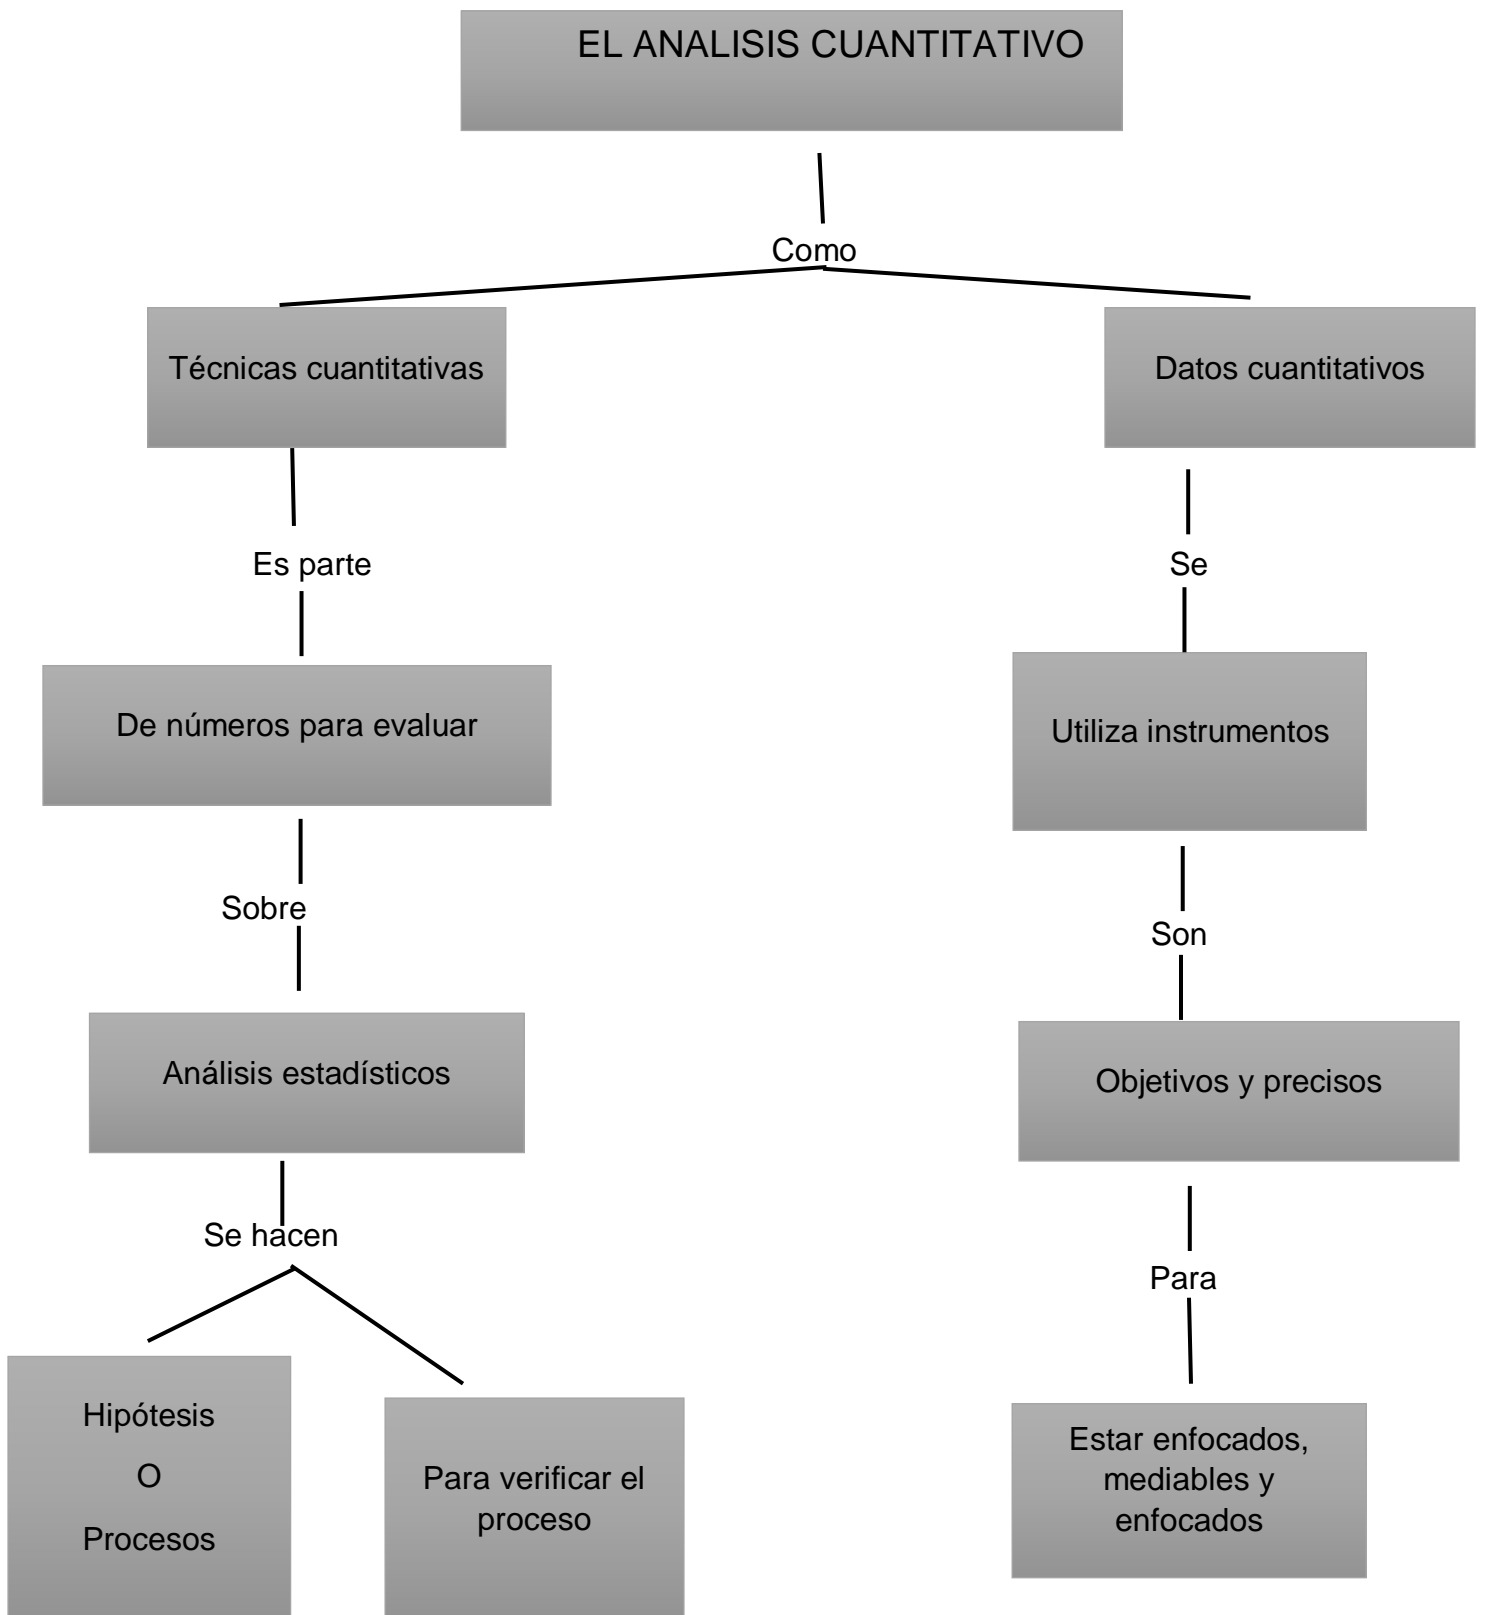 EL ANALISIS CUANTITATIVO
Como
Técnicas cuantitativas
Datos cuantitativos
Es parte
Se
De números para evaluar
Utiliza instrumentos
Sobre
Son
Análisis estadísticos
Objetivos y precisos
Se hacen
Para
Hipótesis
O
Procesos
Para verificar el
proceso
Estar enfocados,
mediables y
enfocados